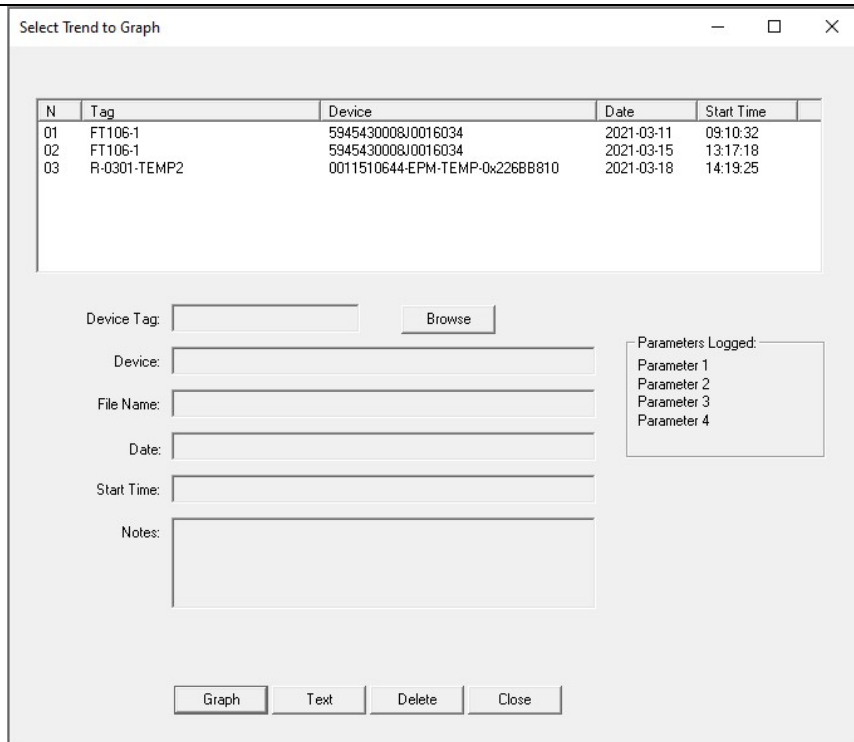 Select Trend to Graph
N Tag Device Date Start Time
01 FT106-1 5945430008J0016034 2021-03-11 09:10:32
02 FT106-1 5945430008J0016034 2021-03-15 13:17:18
03 R-0301-TEMP2 0011510644-EPM-TEMP-0x226BB810 2021-03-18 14:19:25
Device Tag: Browse
Device:
File Name:
Date:
Start Time:
Notes:
Parameters Logged:
Parameter 1
Parameter 2
Parameter 3
Parameter 4
Graph Text Delete Close